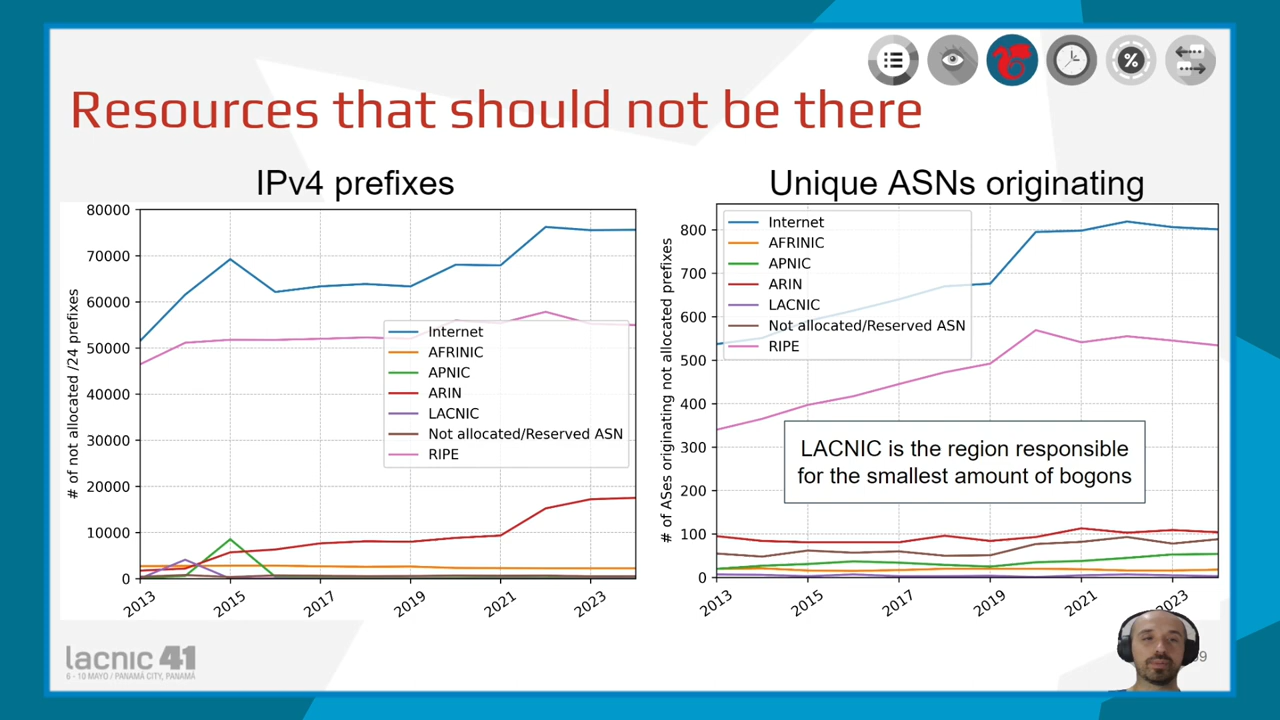 %
Resources that should not be there
IPv4 prefixes
Unique ASNs originating
# of not allocated /24 prefixes
80000
70000
60000
50000
40000
30000
20000
10000
0
2013
2015
2017
2019
2021
2023
Internet
AFRINIC
APNIC
ARIN
LACNIC
Not allocated/Reserved ASN
RIPE
# of ASes originating not allocated prefixes
800
700
600
500
400
300
200
100
0
2013
2015
2017
2019
2021
2023
Internet
AFRINIC
APNIC
ARIN
LACNIC
Not allocated/Reserved ASN
RIPE
LACNIC is the region responsible
for the smallest amount of bogons
lacnic 41
6 - 10 MAYO / PANAMÁ CITY, PANAMÁ